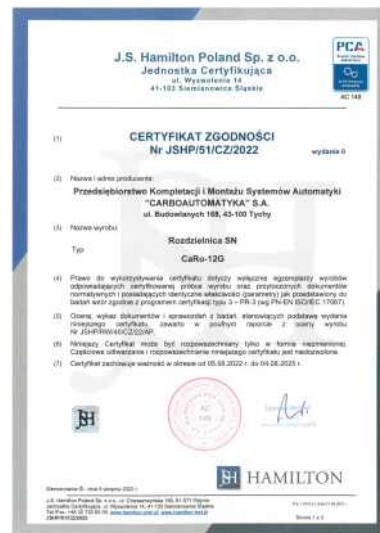 J.S. Hamilton Poland Sp. z o.o.
Jednostka Certyfikująca
ul. Wyzwolenia 14
41-103 Siemianowice Śląskie
PCA
AC 148
(1) CERTYFIKAT ZGODNOŚCI
Nr JSHP/51/CZ/2022 wydanie 0
(2) Nazwa i adres producenta:
Przedsiębiorstwo Kompletacji i Montażu Systemów Automatyki
"CARBOAUTOMATYKA" S.A.
ul. Budowlanych 168, 43-100 Tychy
(3) Nazwa wyrobu:
Rozdzielnica SN
Typ:
CaRo-12G
(4) Prawo do wykorzystywania certyfikatu dotyczy wyłącznie egzemplarzy wyrobów
odpowiadających certyfikowanej próbce wyrobu oraz przytoczonych dokumentów
normatywnych i posiadających identyczne właściwości (parametry) jak przedstawiony do
badań wzór zgodnie z programem certyfikacji typu 3 – PR-3 (wg PN-EN ISO/IEC 17067).
(5) Ocena, wykaz dokumentów i sprawozdań z badań, stanowiących podstawę wydania
niniejszego certyfikatu, zawarto w poufnym raporcie z oceny wyrobu
(6) Niniejszy Certyfikat może być rozpowszechniany tylko w formie niezmienionej.
Częściowe odtwarzanie i rozpowszechnianie niniejszego certyfikatu jest niedozwolone.
(7) Certyfikat zachowuje ważność w okresie od 05.08.2022 r. do 04.08.2025 r.
JSH
AC
148
HAMILTON
Strona 1 z 2